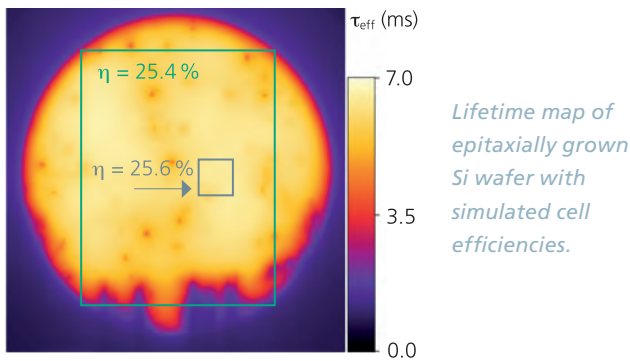 τeff (ms)
η = 25.4 %
7.0
Lifetime map of
epitaxially grown
η = 25.6 %
Si wafer with
simulated cell
3.5
efficiencies.
0.0